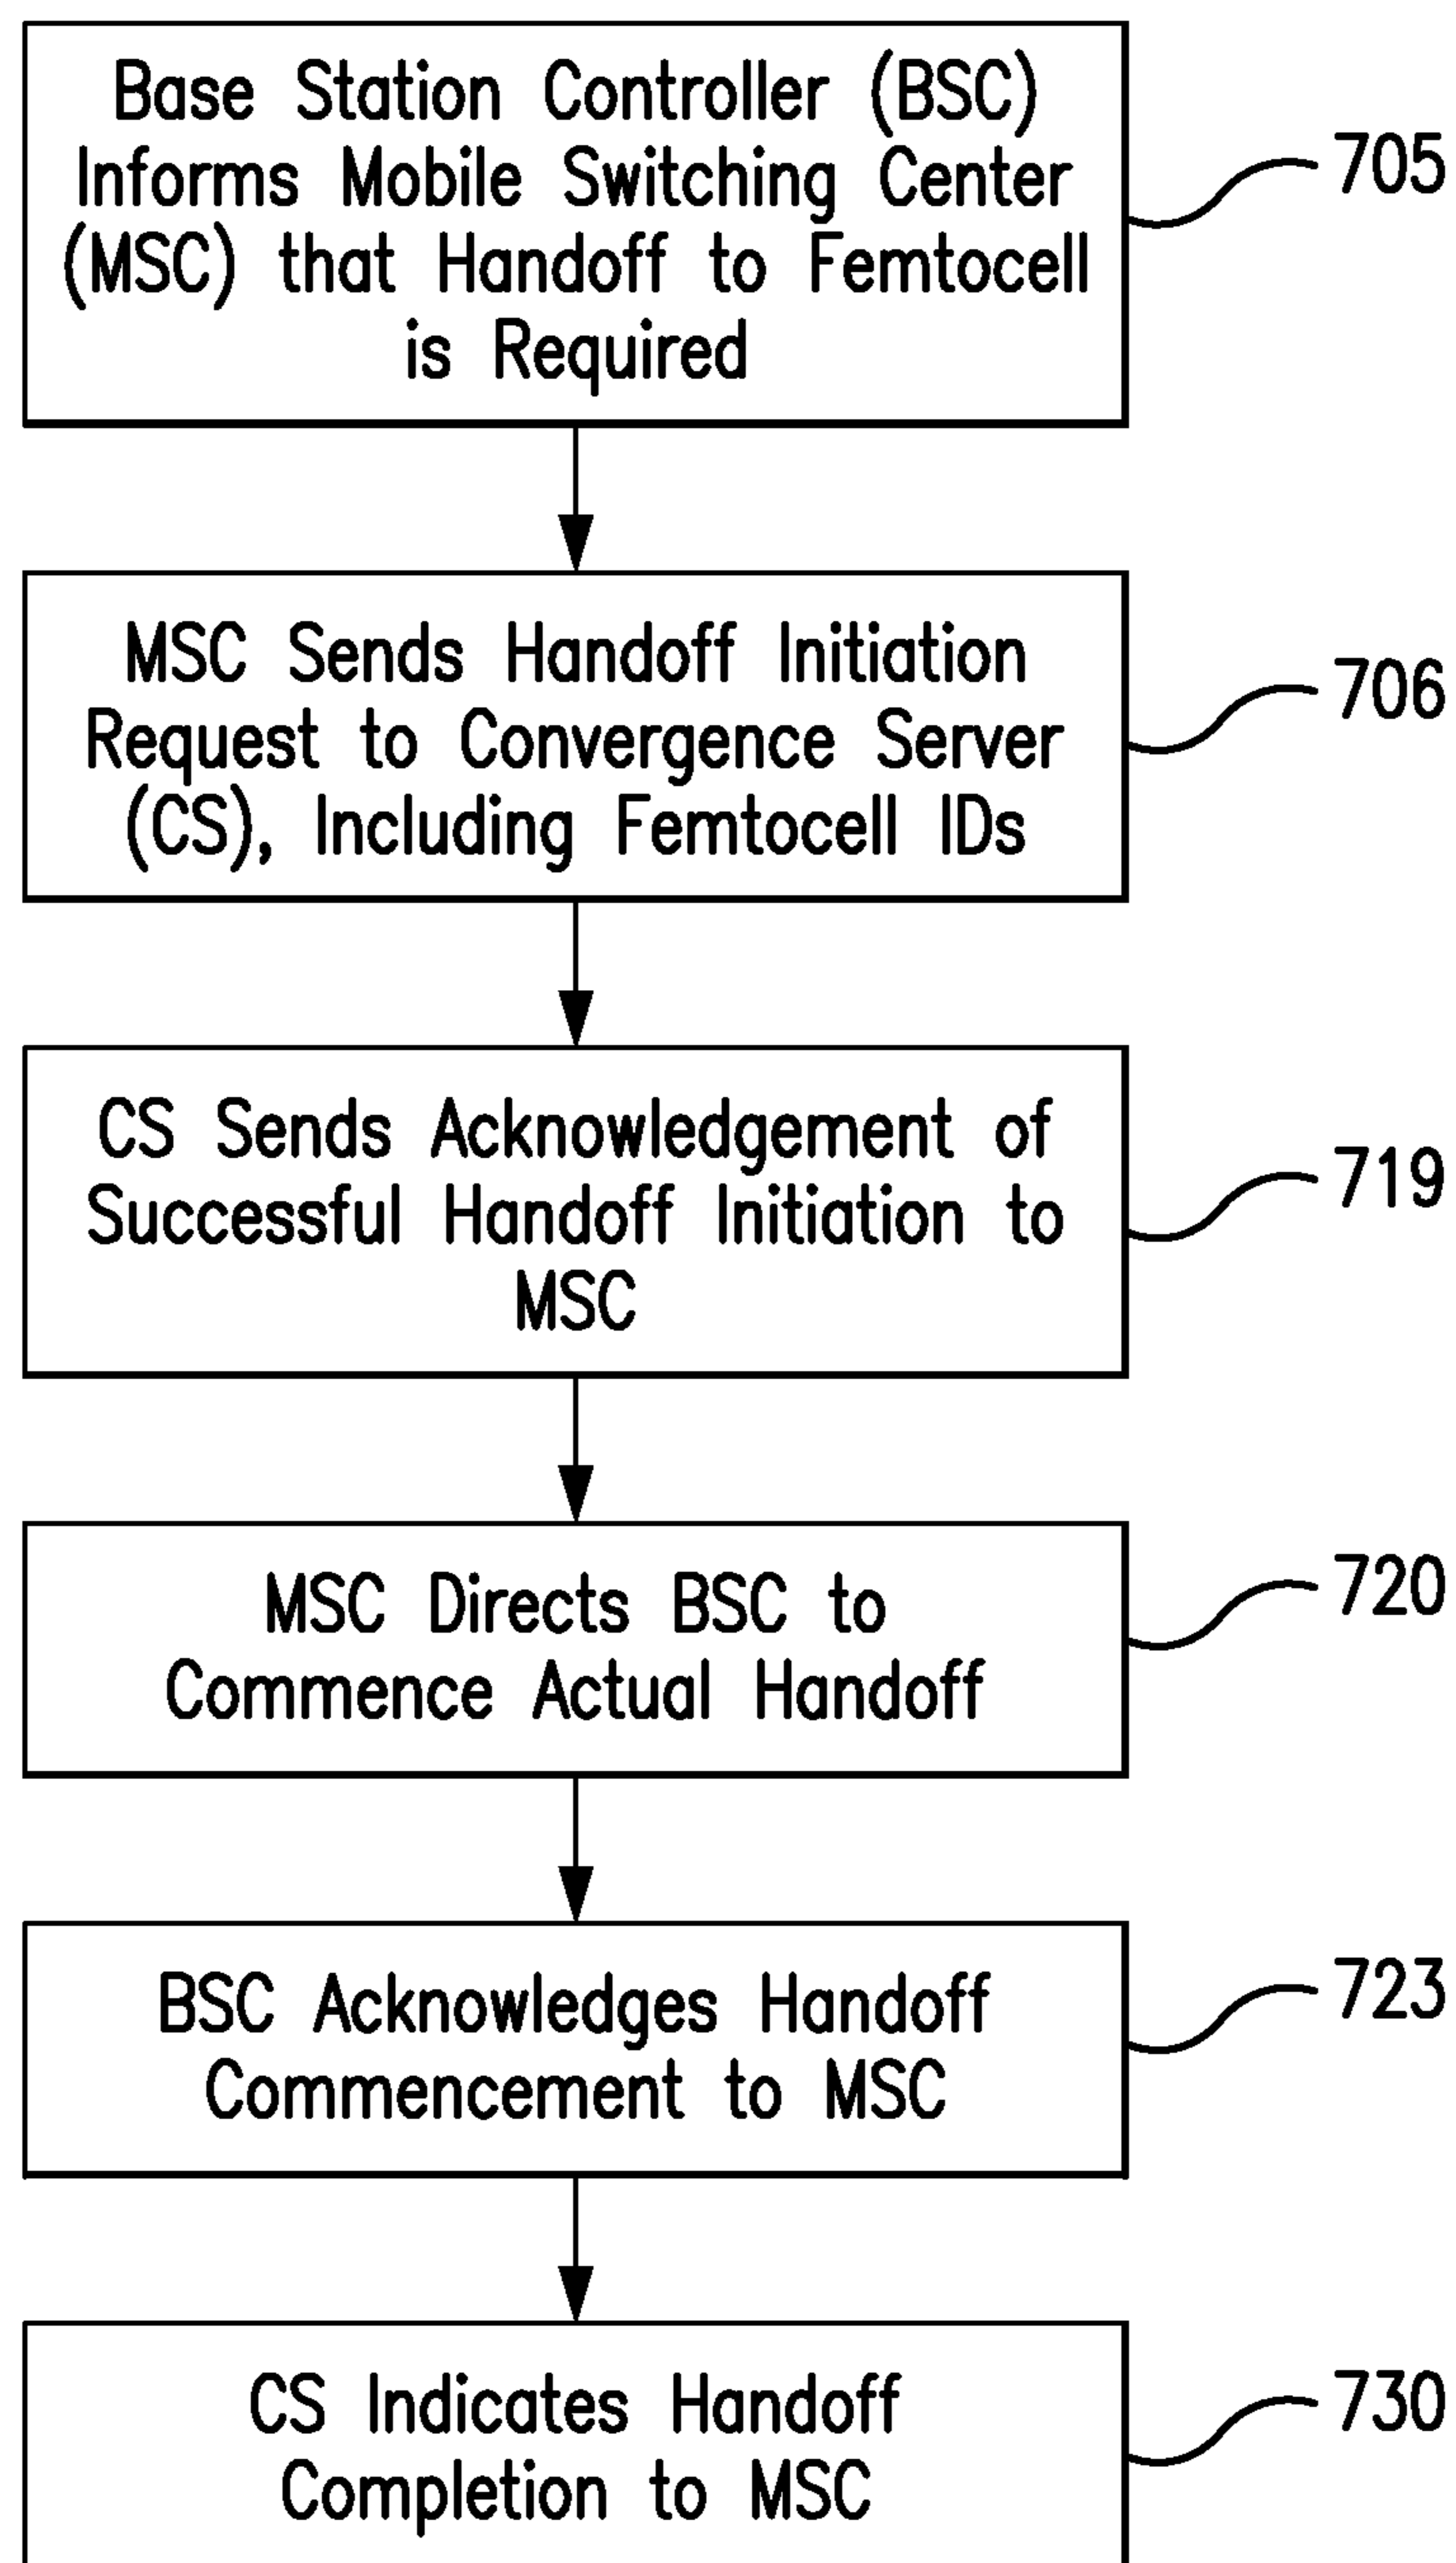 Base Station Controller (BSC)
Informs Mobile Switching Center
(MSC) that Handoff to Femtocell
is Required
705
MSC Sends Handoff Initiation
Request to Convergence Server
(CS), Including Femtocell IDs
706
CS Sends Acknowledgement of
Successful Handoff Initiation to
MSC
719
MSC Directs BSC to
Commence Actual Handoff
720
BSC Acknowledges Handoff
Commencement to MSC
723
CS Indicates Handoff
Completion to MSC
730